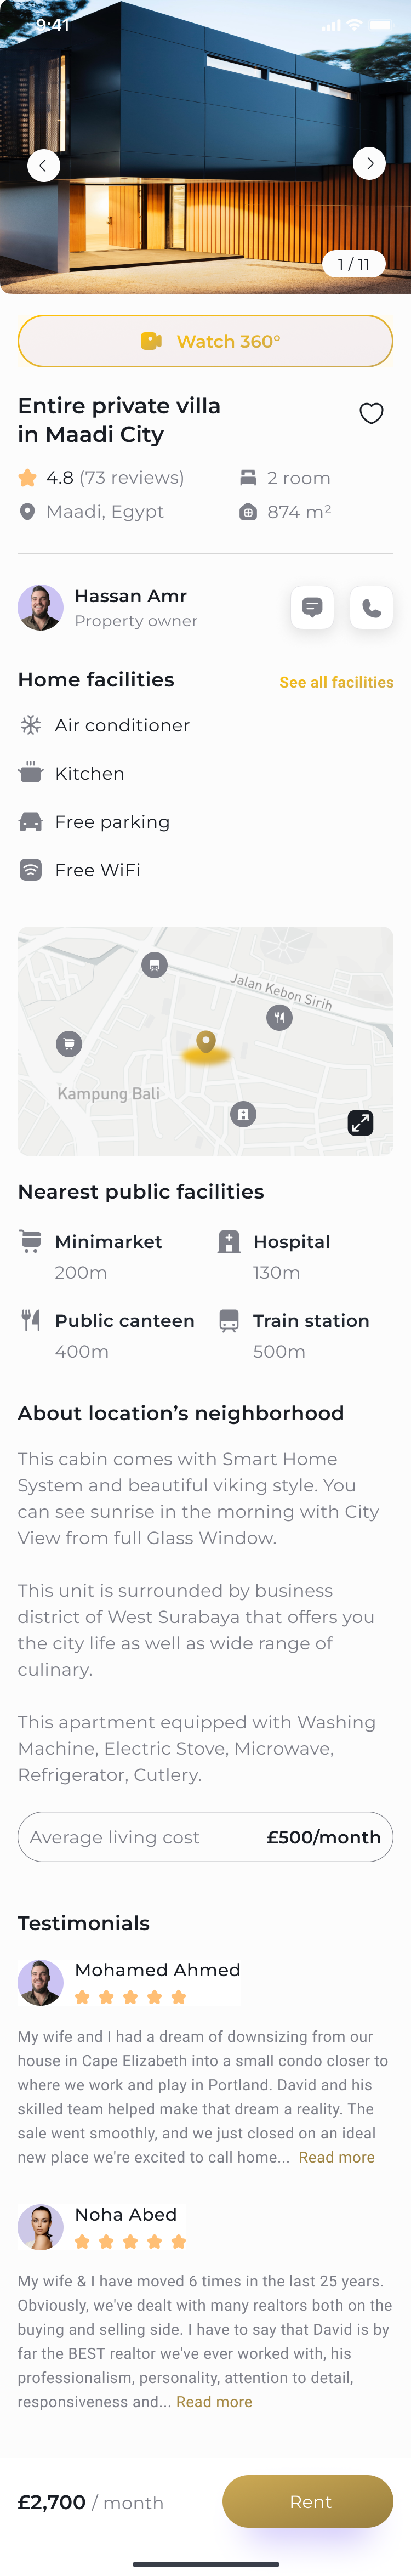 9:41
1 / 11
Watch 360°
Entire private villa
in Maadi City
4.8 (73 reviews)
2 room
Maadi, Egypt
874 m²
Hassan Amr
Property owner
Home facilities
See all facilities
Air conditioner
Kitchen
Free parking
Free WiFi
Jalan Kebon Sirih
Kampung Bali
Nearest public facilities
Minimarket
200m
Hospital
130m
Public canteen
400m
Train station
500m
About location’s neighborhood
This cabin comes with Smart Home
System and beautiful viking style. You
can see sunrise in the morning with City
View from full Glass Window.
This unit is surrounded by business
district of West Surabaya that offers you
the city life as well as wide range of
culinary.
This apartment equipped with Washing
Machine, Electric Stove, Microwave,
Refrigerator, Cutlery.
Average living cost
£500/month
Testimonials
Mohamed Ahmed
My wife and I had a dream of downsizing from our
house in Cape Elizabeth into a small condo closer to
where we work and play in Portland. David and his
skilled team helped make that dream a reality. The
sale went smoothly, and we just closed on an ideal
new place we're excited to call home... Read more
Noha Abed
My wife & I have moved 6 times in the last 25 years.
Obviously, we've dealt with many realtors both on the
buying and selling side. I have to say that David is by
far the BEST realtor we've ever worked with, his
professionalism, personality, attention to detail,
responsiveness and... Read more
£2,700 / month
Rent